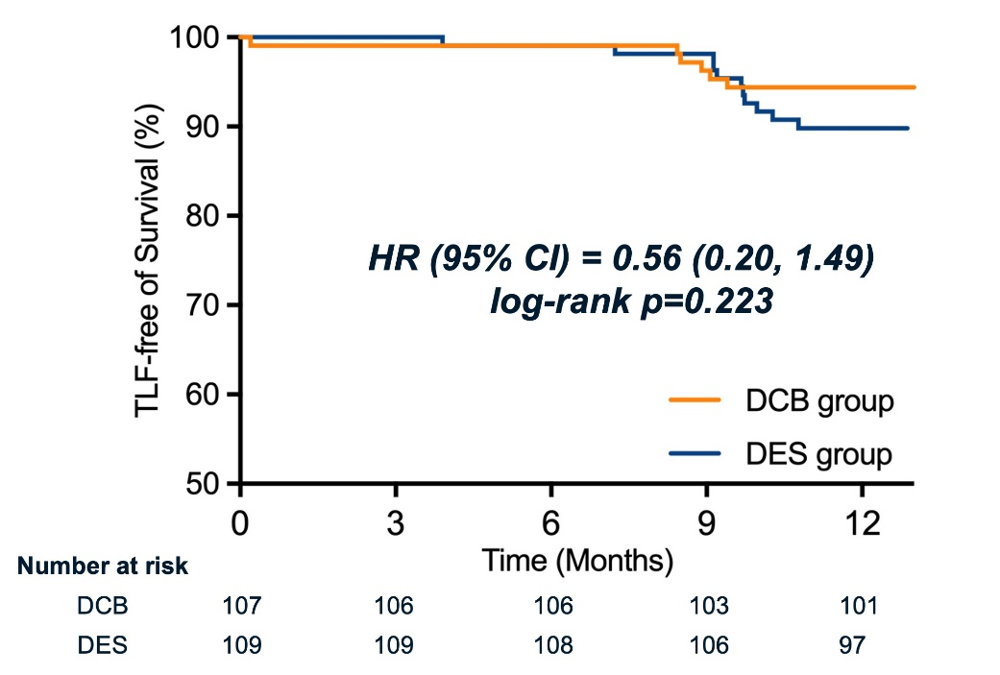 100
90
80
70
60
50
TLF-free of Survival (%)
HR (95% CI) = 0.56 (0.20, 1.49)
log-rank p=0.223
DCB group
DES group
0 3 6 9 12
Time (Months)
Number at risk
DCB 107 106 106 103 101
DES 109 109 108 106 97